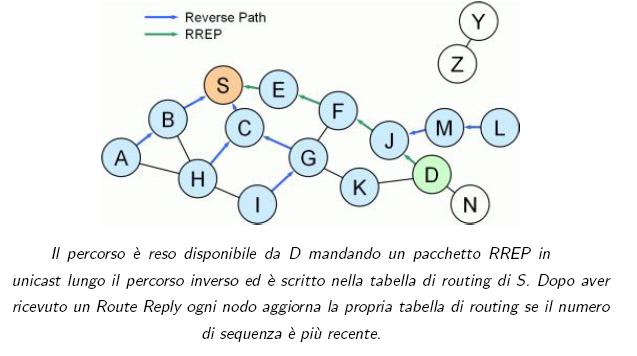 Reverse Path
RREP
Y
Z
S
E
F
B
C
J
M
L
A
H
G
D
K
I
N
Il percorso è reso disponibile da D mandando un pacchetto RREP in
unicast lungo il percorso inverso ed è scritto nella tabella di routing di S. Dopo aver
ricevuto un Route Reply ogni nodo aggiorna la propria tabella di routing se il numero
di sequenza è più recente.